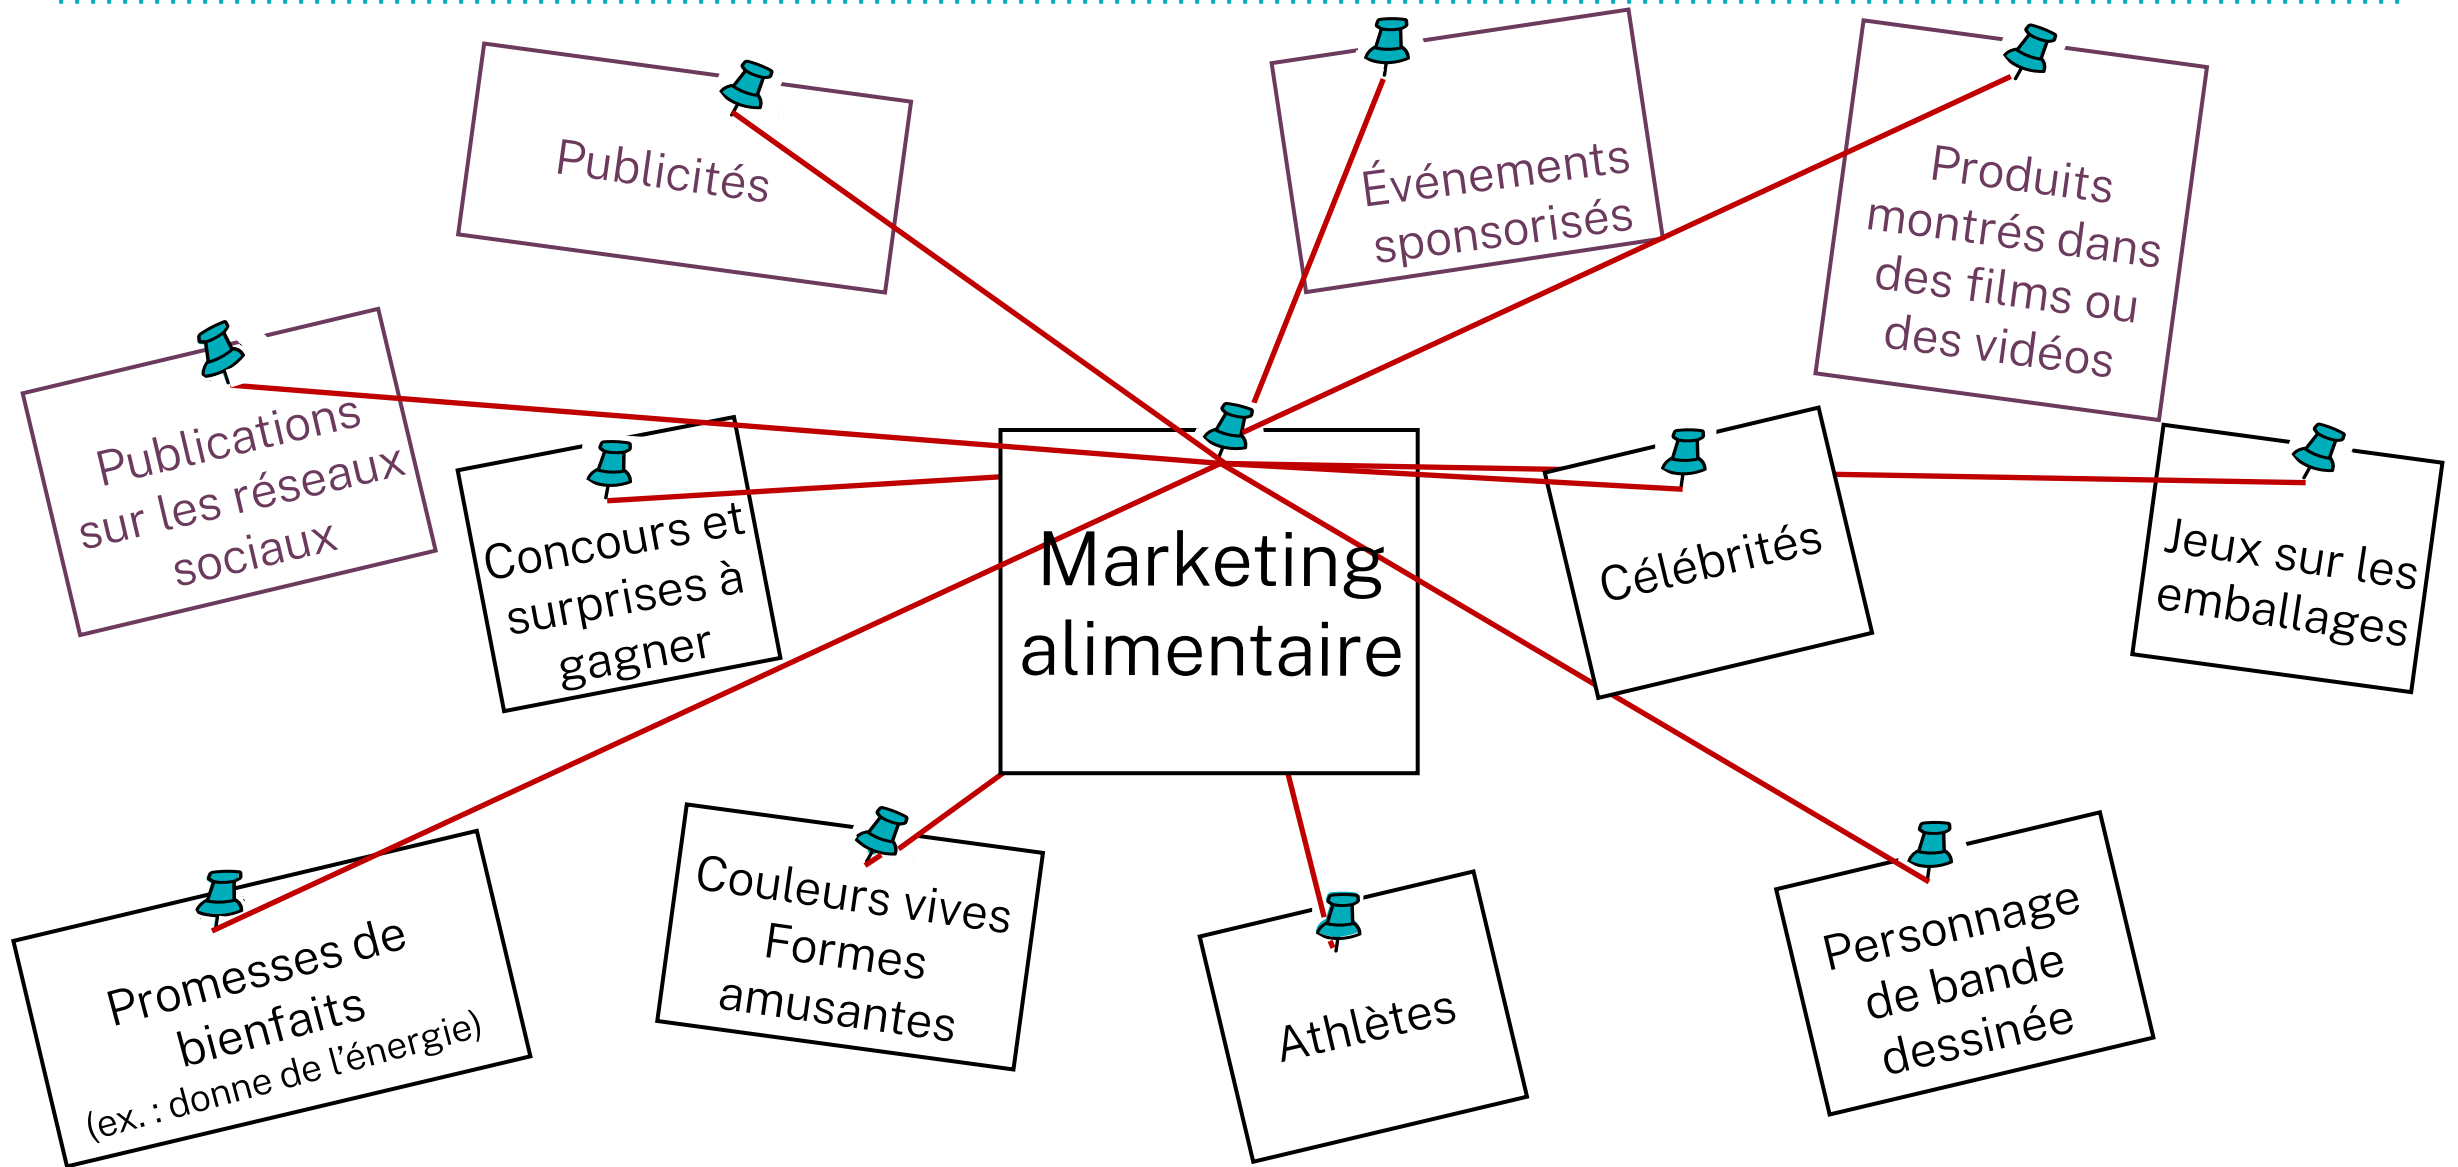 Publicités
Événements
sponsorisés
Produits
montrés dans
des films ou
des vidéos
Publications
sur les réseaux
sociaux
Concours et
surprises à
gagner
Marketing
alimentaire
Célébrités
Jeux sur les
emballages
Promesses de
bienfaits
(ex. : donne de l’énergie)
Couleurs vives
Formes
amusantes
Athlètes
Personnage
de bande
dessinée